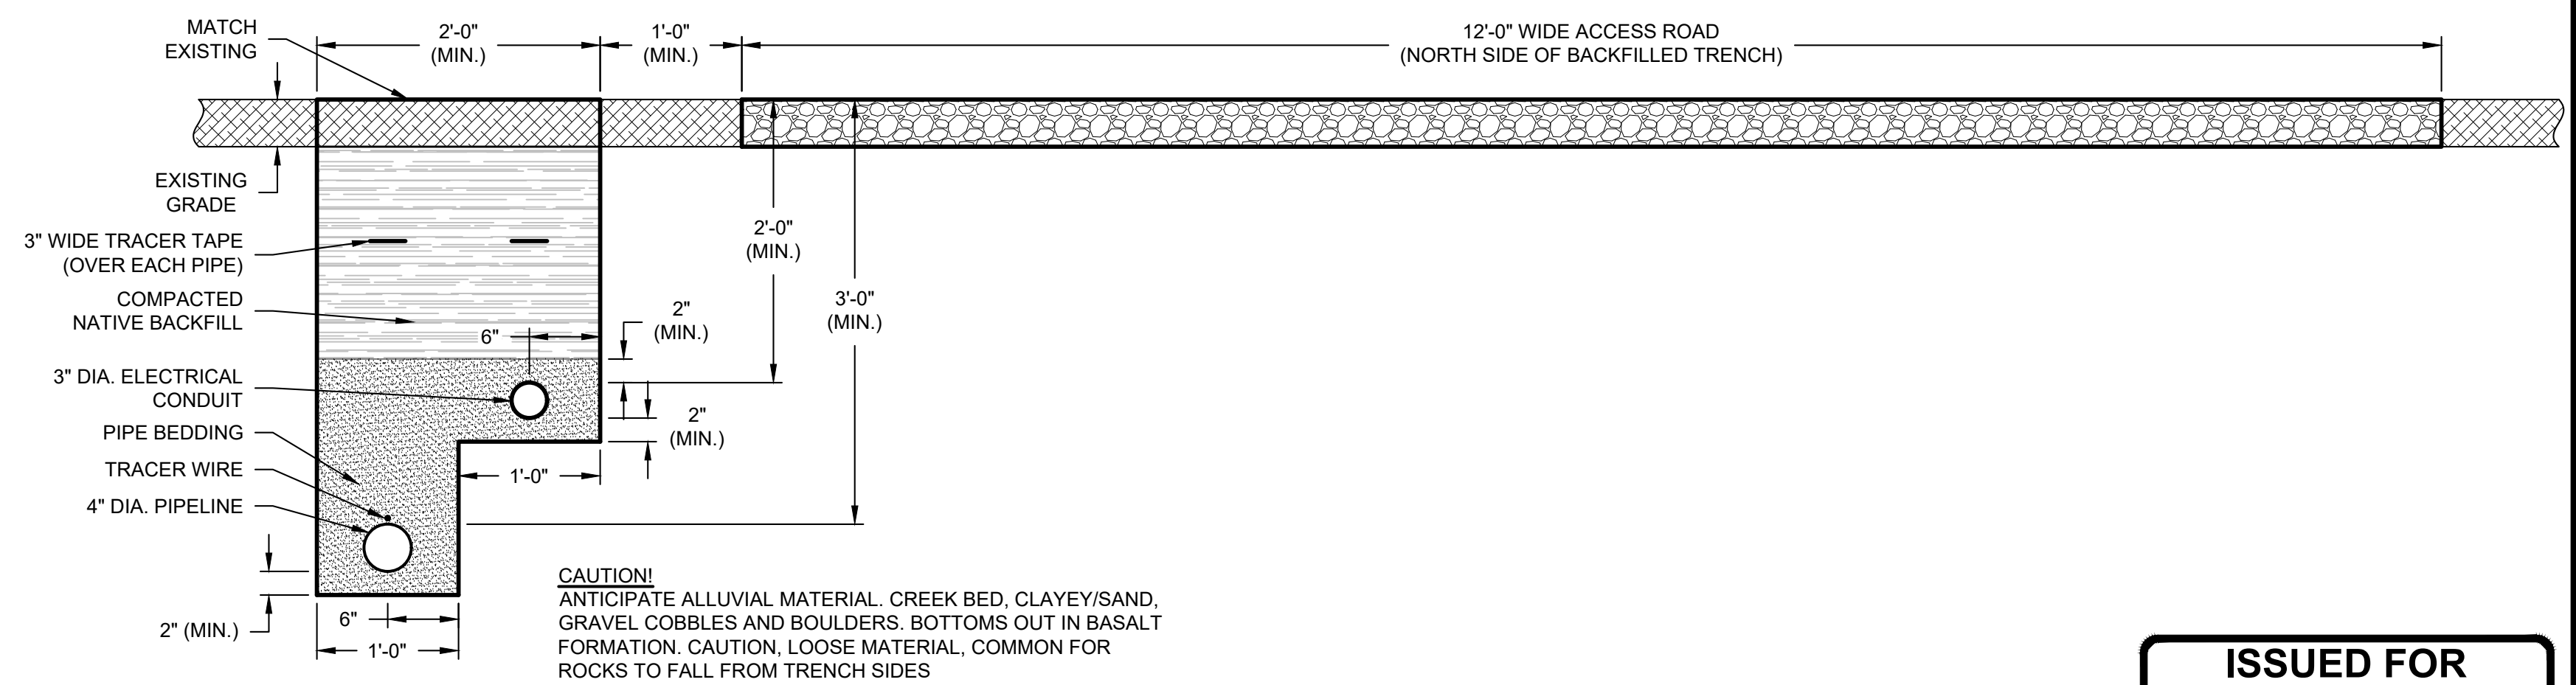 MATCH
EXISTING
2'-0"
(MIN.)
1'-0"
(MIN.)
12'-0" WIDE ACCESS ROAD
(NORTH SIDE OF BACKFILLED TRENCH)
EXISTING
GRADE
3" WIDE TRACER TAPE
(OVER EACH PIPE)
COMPACTED
NATIVE BACKFILL
3" DIA. ELECTRICAL
CONDUIT
PIPE BEDDING
TRACER WIRE
4" DIA. PIPELINE
2" (MIN.)
6"
1'-0"
6"
2"
(MIN.)
2"
(MIN.)
1'-0"
2'-0"
(MIN.)
3'-0"
(MIN.)
CAUTION!
ANTICIPATE ALLUVIAL MATERIAL. CREEK BED, CLAYEY/SAND,
GRAVEL COBBLES AND BOULDERS. BOTTOMS OUT IN BASALT
FORMATION. CAUTION, LOOSE MATERIAL, COMMON FOR
ROCKS TO FALL FROM TRENCH SIDES
ISSUED FOR